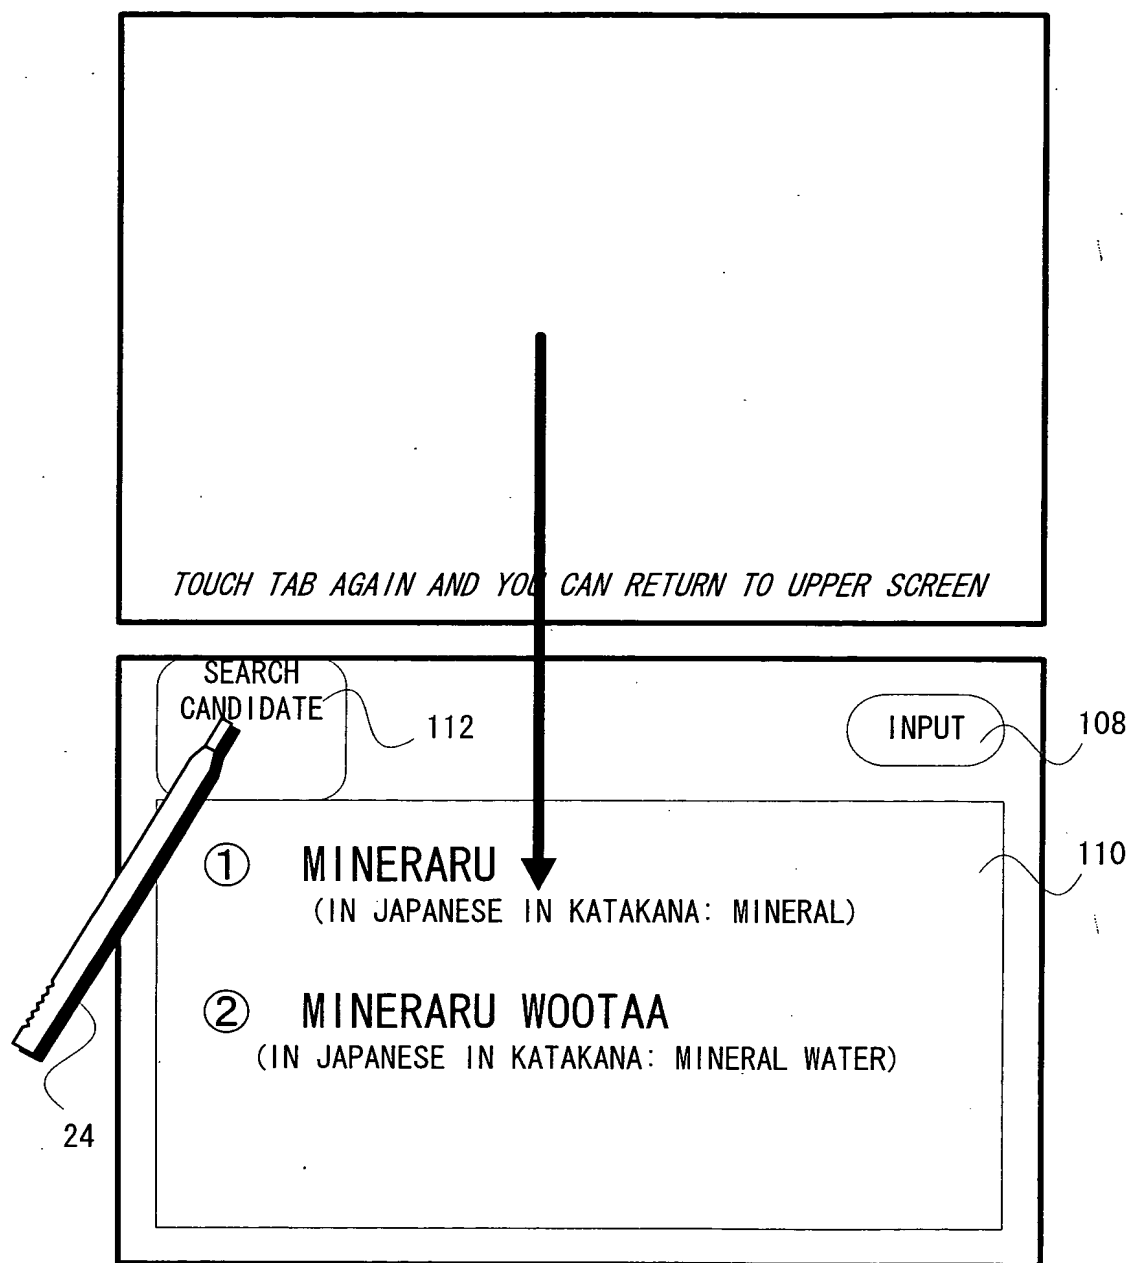 TOUCH TAB AGAIN AND YOU CAN RETURN TO UPPER SCREEN
SEARCH
CANDIDATE
112
INPUT
108
① MINERARU
(IN JAPANESE IN KATAKANA: MINERAL)
110
② MINERARU WOOTAA
(IN JAPANESE IN KATAKANA: MINERAL WATER)
24